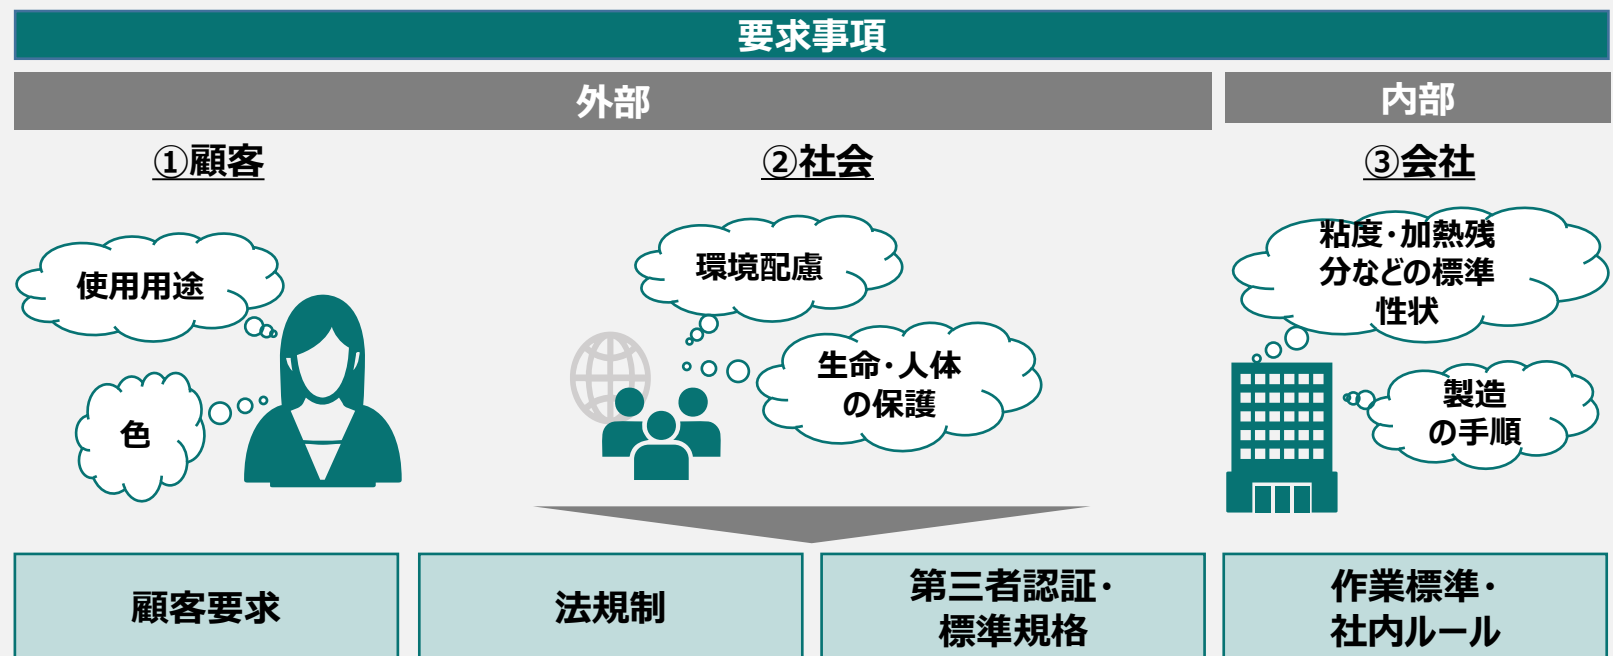 要求事項
外部
内部
①顧客
②社会
③会社
使用用途
色
環境配慮
生命･人体
の保護
粘度･加熱残
分などの標準
性状
製造
の手順
顧客要求
法規制
第三者認証･
標準規格
作業標準･
社内ルール